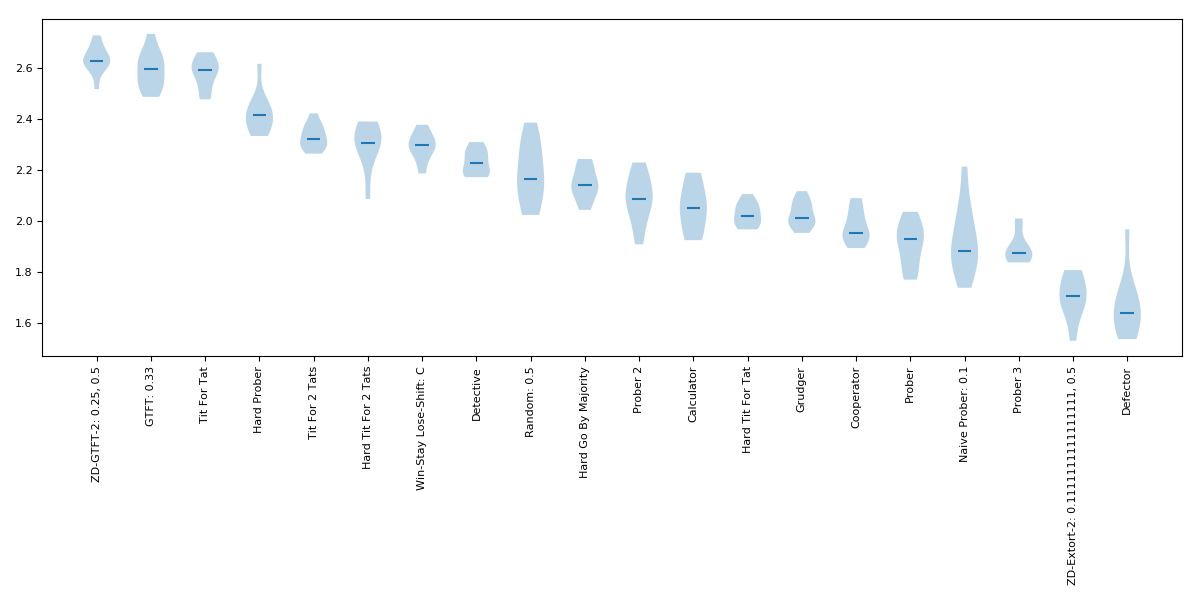 2.6
2.4
2.2
2.0
1.8
1.6
ZD-GTFT-2: 0.25, 0.5
GTFT: 0.33
Tit For Tat
Hard Prober
Tit For 2 Tats
Hard Tit For 2 Tats
Win-Stay Lose-Shift: C
Detective
Random: 0.5
Hard Go By Majority
Prober 2
Calculator
Hard Tit For Tat
Grudger
Cooperator
Prober
Naive Prober: 0.1
Prober 3
ZD-Extort-2: 0.1111111111111111, 0.5
Defector